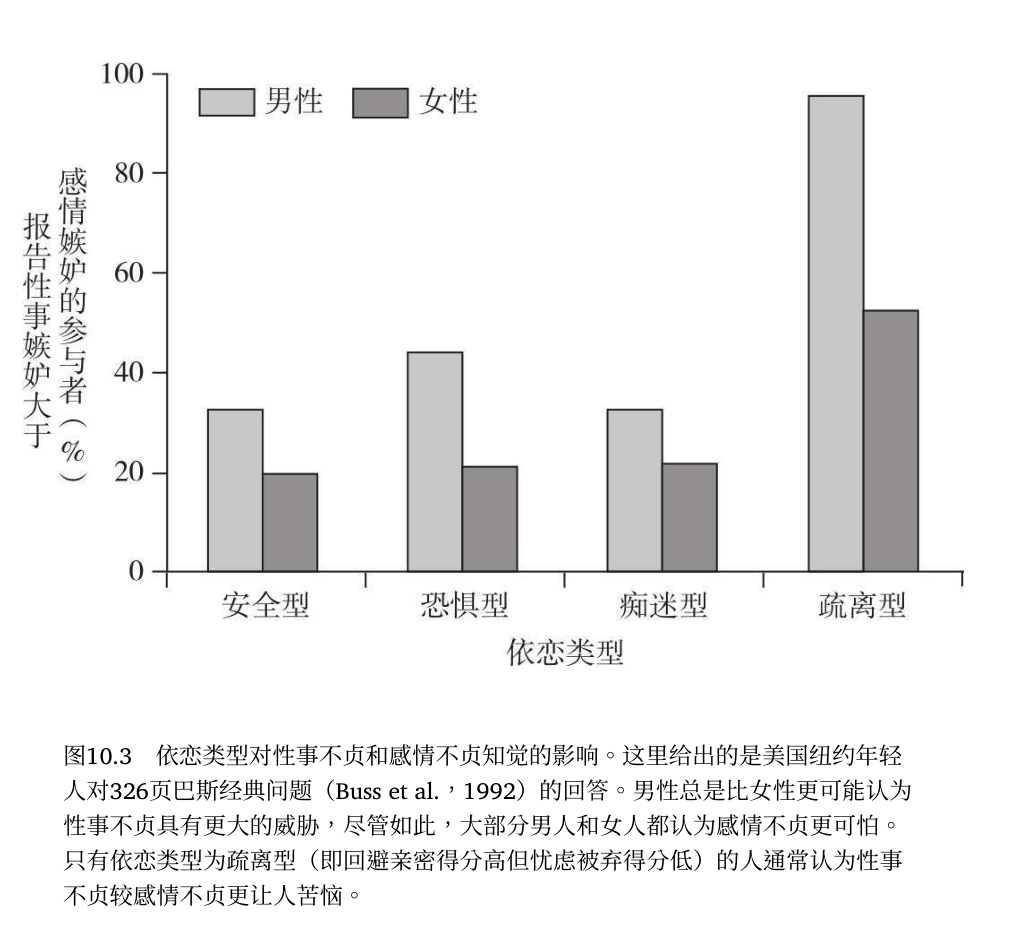 100
男性 女性
80
60
40
20
0
报告性事嫉妒大于
感情嫉妒的参与者(%)
安全型 恐惧型 痴迷型 疏离型
依恋类型
图10.3 依恋类型对性事不贞和感情不贞知觉的影响。这里给出的是美国纽约年轻
人对326页巴斯经典问题（Buss et al.，1992）的回答。男性总是比女性更可能认为
性事不贞具有更大的威胁，尽管如此，大部分男人和女人都认为感情不贞更可怕。
只有依恋类型为疏离型（即回避亲密得分高但忧虑被弃得分低）的人通常认为性事
不贞较感情不贞更让人苦恼。